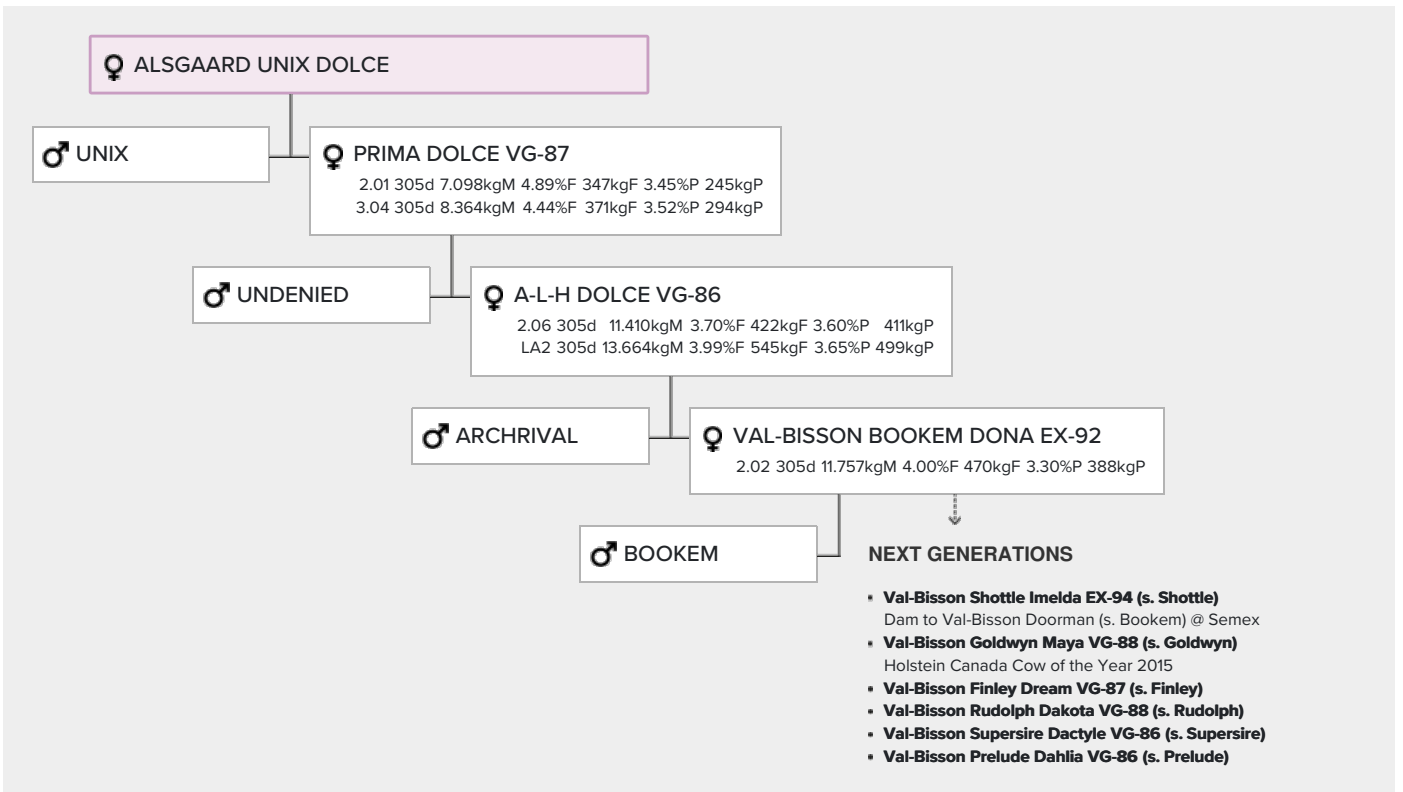 ALSGAARD UNIX DOLCE
UNIX
PRIMA DOLCE VG-87
2.01 305d 7.098kgM 4.89%F 347kgF 3.45%P 245kgP
3.04 305d 8.364kgM 4.44%F 371kgF 3.52%P 294kgP
UNDENIED
A-L-H DOLCE VG-86
2.06 305d 11.410kgM 3.70%F 422kgF 3.60%P 411kgP
LA2 305d 13.664kgM 3.99%F 545kgF 3.65%P 499kgP
ARCHRIVAL
VAL-BISSON BOOKEM DONA EX-92
2.02 305d 11.757kgM 4.00%F 470kgF 3.30%P 388kgP
BOOKEM
NEXT GENERATIONS
▪ Val-Bisson Shottle Imelda EX-94 (s. Shottle)
Dam to Val-Bisson Doorman (s. Bookem) @ Semex
▪ Val-Bisson Goldwyn Maya VG-88 (s. Goldwyn)
Holstein Canada Cow of the Year 2015
▪ Val-Bisson Finley Dream VG-87 (s. Finley)
▪ Val-Bisson Rudolph Dakota VG-88 (s. Rudolph)
▪ Val-Bisson Supersire Dactyle VG-86 (s. Supersire)
▪ Val-Bisson Prelude Dahlia VG-86 (s. Prelude)